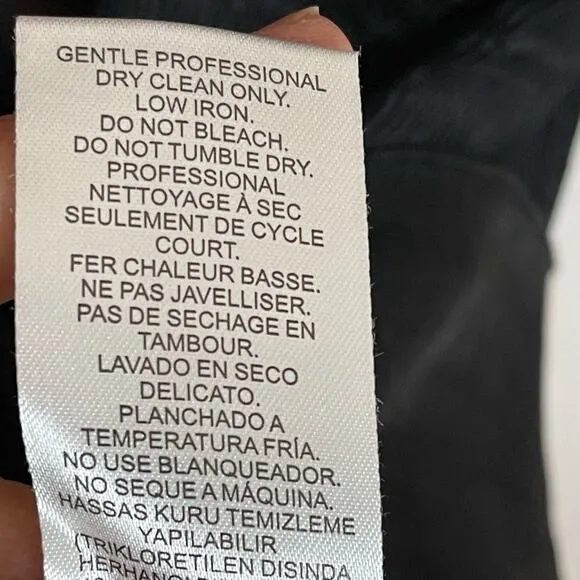 GENTLE PROFESSIONAL
DRY CLEAN ONLY.
LOW IRON.
DO NOT BLEACH.
DO NOT TUMBLE DRY.
PROFESSIONAL
NETTOYAGE À SEC
SEULEMENT DE CYCLE
COURT.
FER CHALEUR BASSE.
NE PAS JAVELLISER.
PAS DE SECHAGE EN
TAMBOUR.
LAVADO EN SECO
DELICATO.
PLANCHADO A
TEMPERATURA FRÍA.
NO USE BLANQUEADOR.
NO SEQUE A MÁQUINA.
HASSAS KURU TEMIZLEME
YAPILABILIR
(TRIKLORETILEN DISINDA